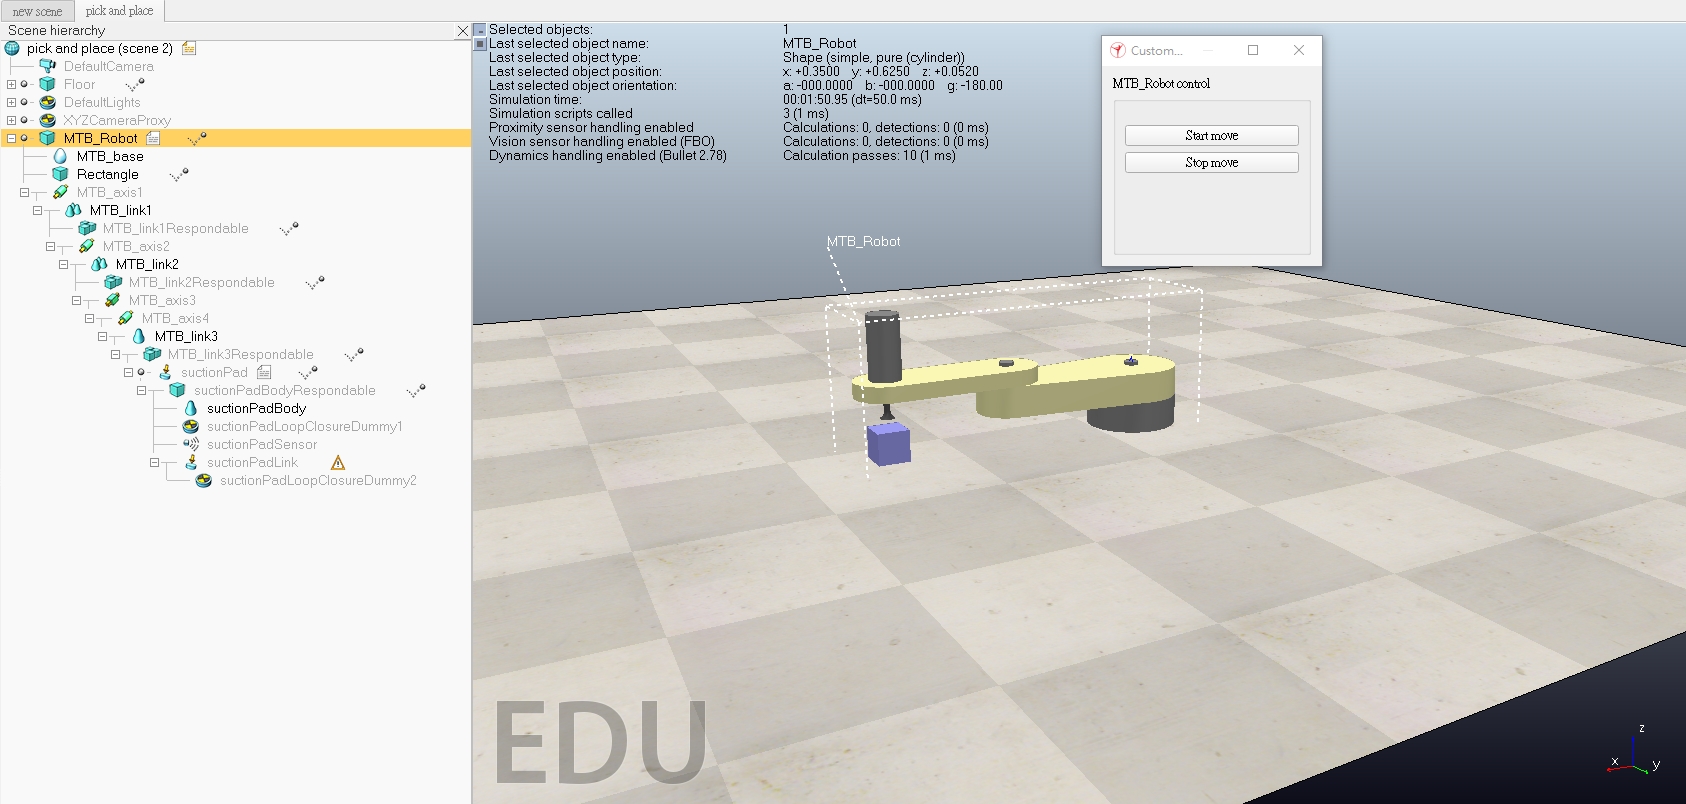 new scene
pick and place
Scene hierarchy
pick and place (scene 2)
DefaultCamera
Floor
DefaultLights
XYZCameraProxy
MTB_Robot
MTB_base
Rectangle
MTB_axis1
MTB_link1
MTB_link1Respondable
MTB_axis2
MTB_link2
MTB_link2Respondable
MTB_axis3
MTB_axis4
MTB_link3
MTB_link3Respondable
suctionPad
suctionPadBodyRespondable
suctionPadBody
suctionPadLoopClosureDummy1
suctionPadSensor
suctionPadLink
suctionPadLoopClosureDummy2
Selected objects: 1
Last selected object name: MTB_Robot
Last selected object type: Shape (simple, pure (cylinder))
Last selected object position: x: +0.3500 y: +0.6250 z: +0.0520
Last selected object orientation: a: -000.0000 b: -000.0000 g: -180.00
Simulation time: 00:01:50.95 (dt=50.0 ms)
Simulation scripts called 3 (1 ms)
Proximity sensor handling enabled Calculations: 0, detections: 0 (0 ms)
Vision sensor handling enabled (FBO) Calculations: 0, detections: 0 (0 ms)
Dynamics handling enabled (Bullet 2.78) Calculation passes: 10 (1 ms)
Custom...
MTB_Robot control
Start move
Stop move
MTB_Robot
EDU
z
x
y